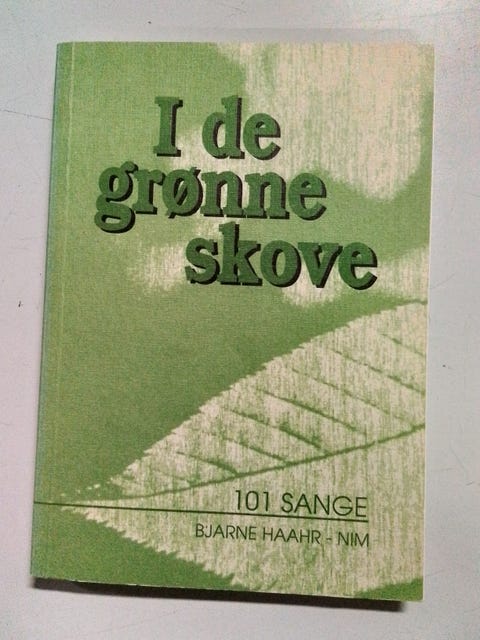 I de
grønne
skove
101 SANGE
BJARNE HAAHR - NIM